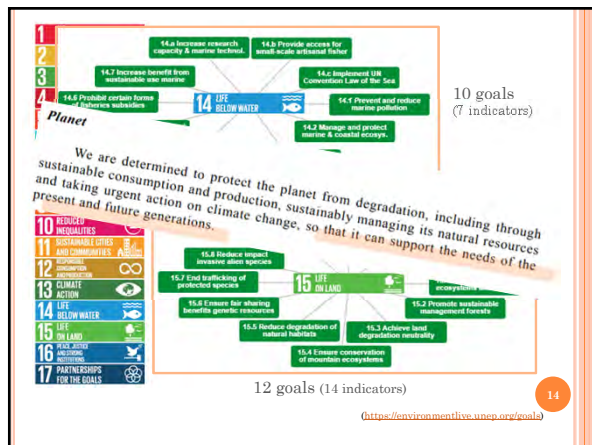 1
2
3
4
14.a Increase research
capacity & marine technol.
14.b Provide access for
small-scale artisanal fisher
14.7 Increase benefit from
sustainable use marine
14.c Implement UN
Convention Law of the Sea
14.6 Prohibit certain forms
of fisheries subsidies
14 LIFE
BELOW WATER
14.1 Prevent and reduce
marine pollution
14.2 Manage and protect
marine & coastal ecosys.
10 goals
(7 indicators)
Planet
We are determined to protect the planet from degradation, including through
sustainable consumption and production, sustainably managing its natural resources
and taking urgent action on climate change, so that it can support the needs of the
present and future generations.
10 REDUCED
INEQUALITIES
11 SUSTAINABLE CITIES
AND COMMUNITIES
12 RESPONSIBLE
CONSUMPTION
AND PRODUCTION
13 CLIMATE
ACTION
14 LIFE
BELOW WATER
15 LIFE
ON LAND
16 PEACE, JUSTICE
AND STRONG
INSTITUTIONS
17 PARTNERSHIPS
FOR THE GOALS
15.8 Reduce impact
invasive alien species
15.7 End trafficking of
protected species
15 LIFE
ON LAND
15.6 Ensure fair sharing
benefits genetic resources
15.2 Promote sustainable
management forests
15.5 Reduce degradation of
natural habitats
15.3 Achieve land
degradation neutrality
15.4 Ensure conservation
of mountain ecosystems
12 goals (14 indicators)
14
(https://environmentlive.unep.org/goals)